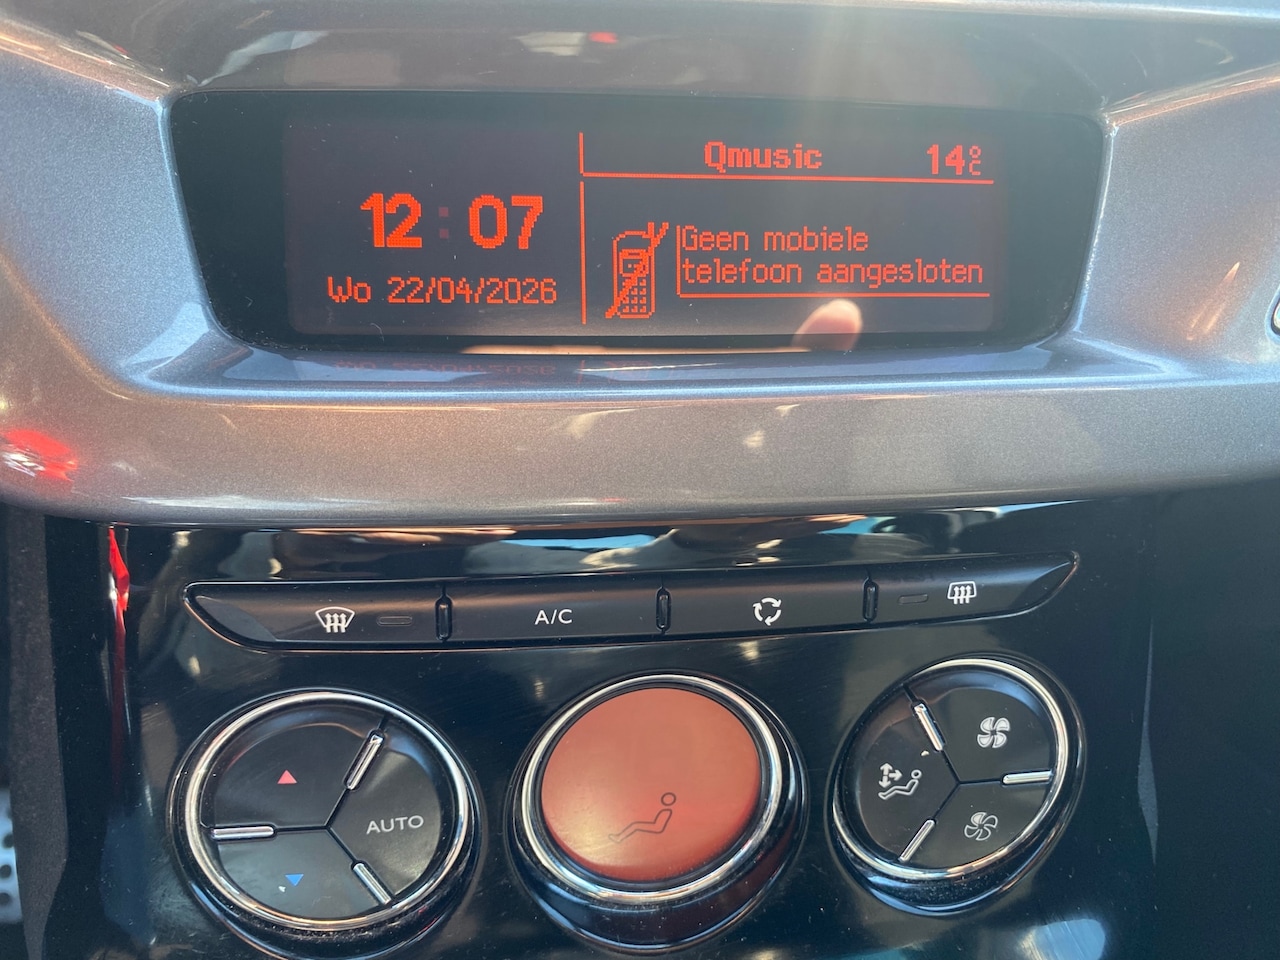 Qmusic 14°C
12:07
Wo 22/04/2026
Geen mobiele
telefoon aangesloten
A/C
AUTO